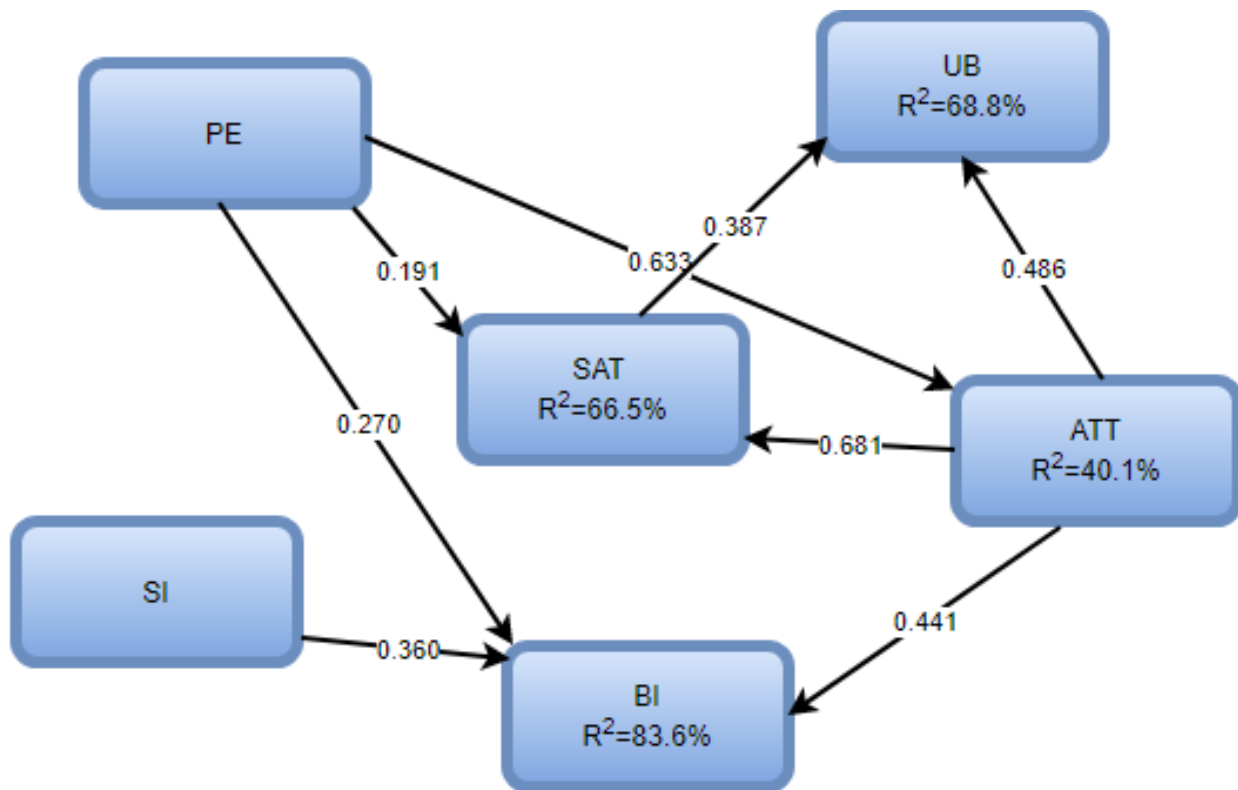 UB
R²=68.8%
PE
0.387
0.633
0.191
0.486
SAT
R²=66.5%
0.270
0.681
ATT
R²=40.1%
SI
0.360
0.441
BI
R²=83.6%